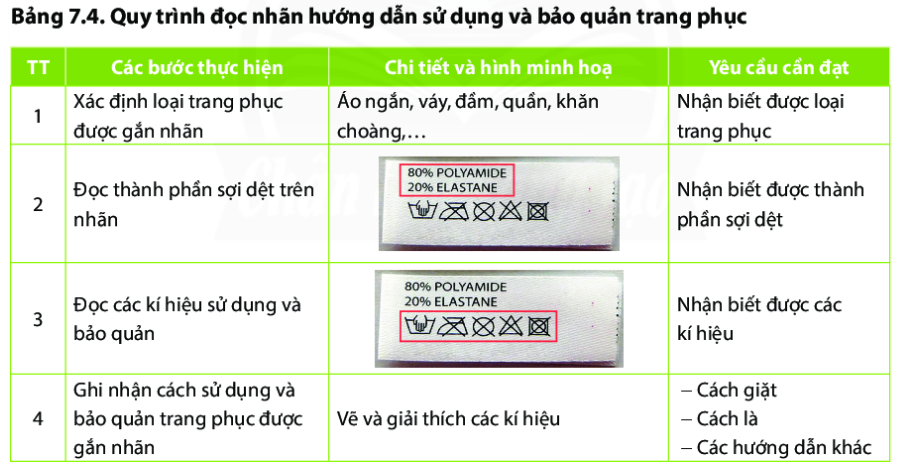 Bảng 7.4. Quy trình đọc nhãn hướng dẫn sử dụng và bảo quản trang phục
TT
Các bước thực hiện
Chi tiết và hình minh hoạ
Yêu cầu cần đạt
1
Xác định loại trang phục
được gắn nhãn
Áo ngắn, váy, đầm, quần, khăn
choàng,…
Nhận biết được loại
trang phục
2
Đọc thành phần sợi dệt trên
nhãn
80% POLYAMIDE
20% ELASTANE
Nhận biết được thành
phần sợi dệt
3
Đọc các kí hiệu sử dụng và
bảo quản
80% POLYAMIDE
20% ELASTANE
Nhận biết được các
kí hiệu
4
Ghi nhận cách sử dụng và
bảo quản trang phục được
gắn nhãn
Vẽ và giải thích các kí hiệu
– Cách giặt
– Cách là
– Các hướng dẫn khác